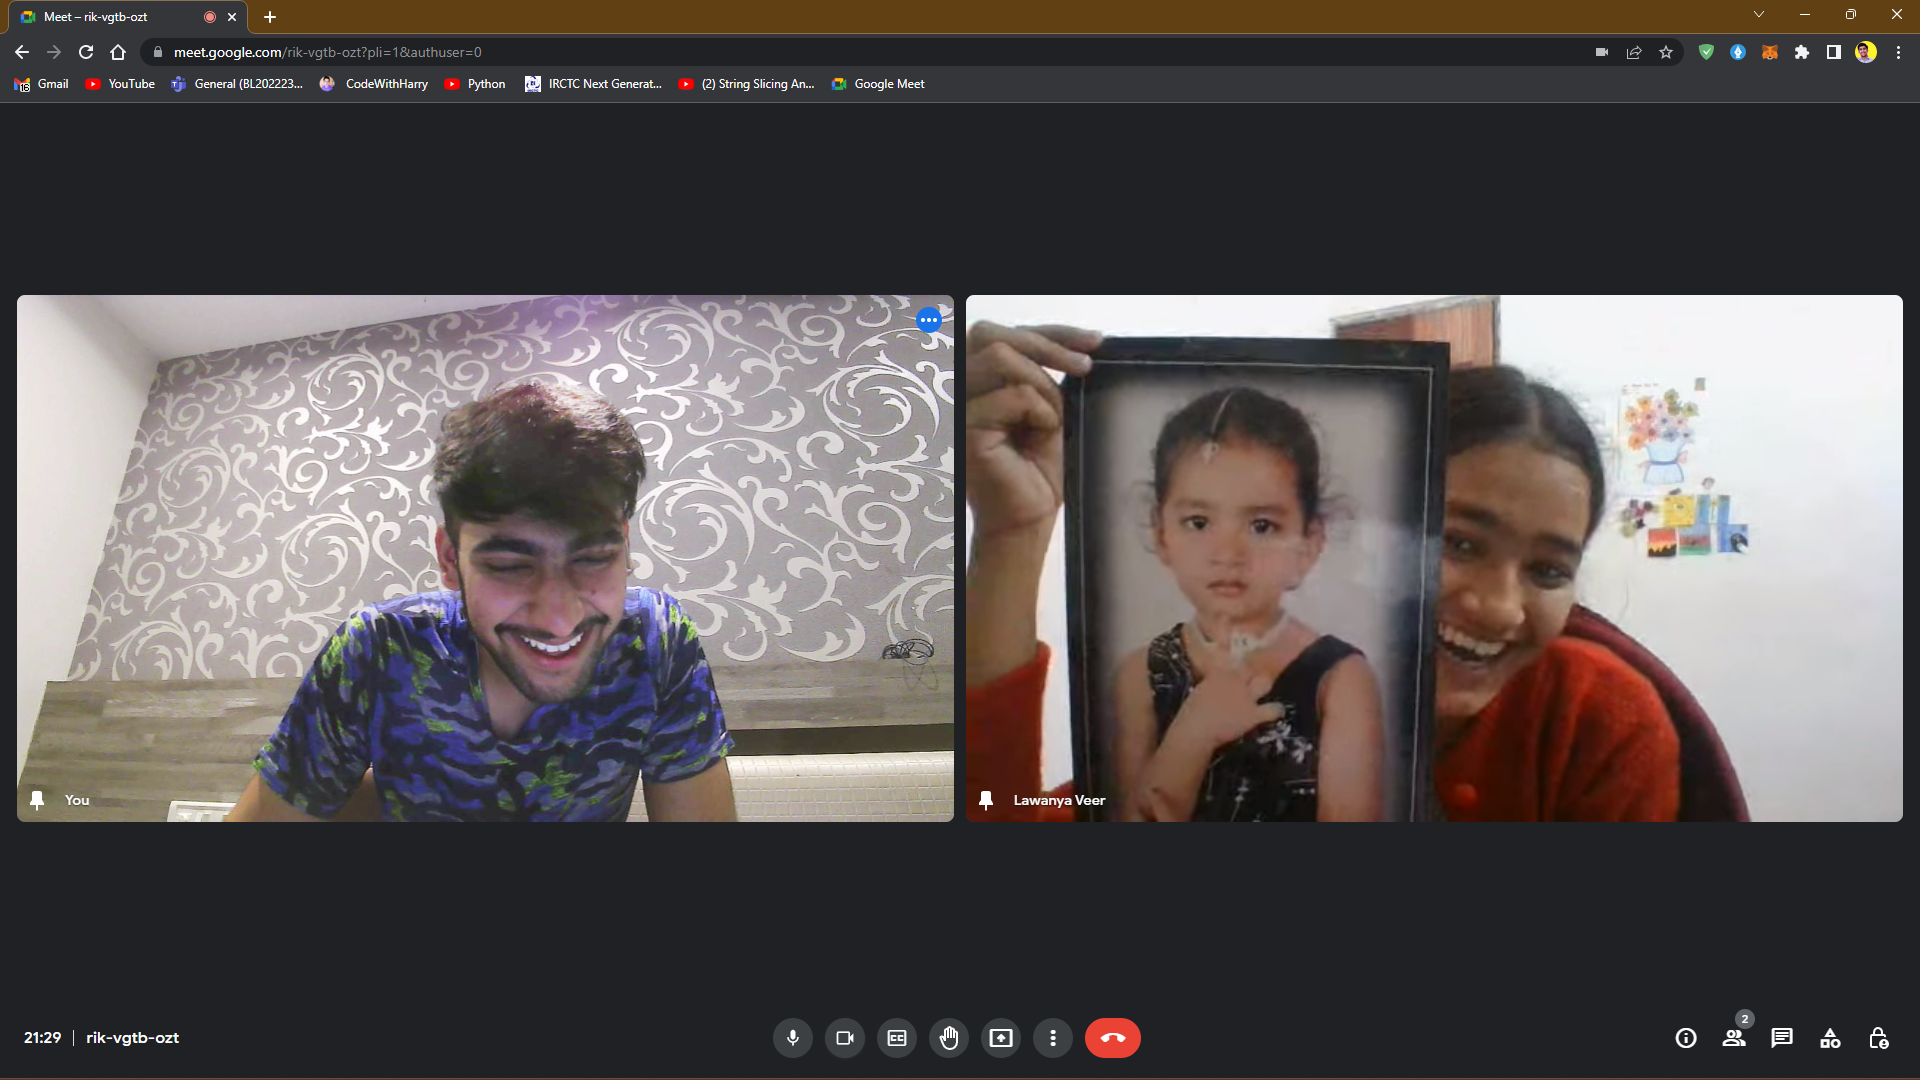 Meet – rik-vgtb-ozt
meet.google.com/rik-vgtb-ozt?pli=1&authuser=0
16 Gmail YouTube General (BL202223... CodeWithHarry Python IRCTC Next Generat... (2) String Slicing An... Google Meet
You
Lawanya Veer
2
21:29 | rik-vgtb-ozt
CC